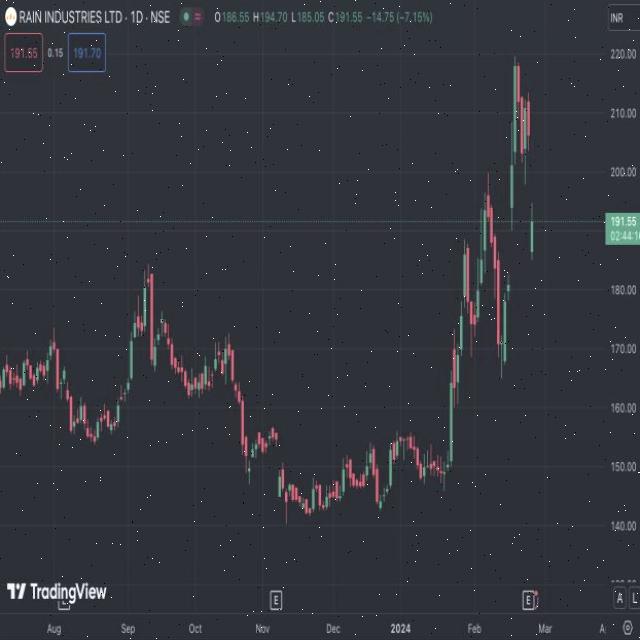 RAIN INDUSTRIES LTD · 1D · NSE O186.55 H194.70 L185.05 C191.55 −14.75 (−7.15%) INR
191.55 0.15 191.70
220.00
210.00
200.00
191.55
02:44:16
180.00
170.00
160.00
150.00
140.00
TradingView
E E A L
Aug Sep Oct Nov Dec 2024 Feb Mar A